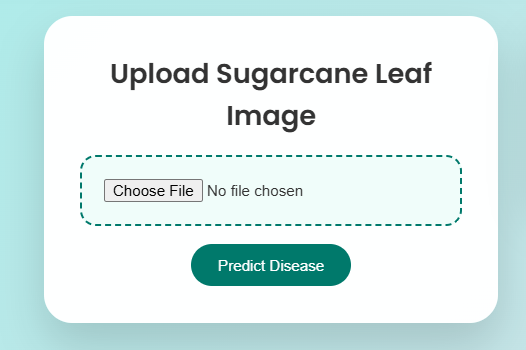 Upload Sugarcane Leaf
Image
Choose File No file chosen
Predict Disease